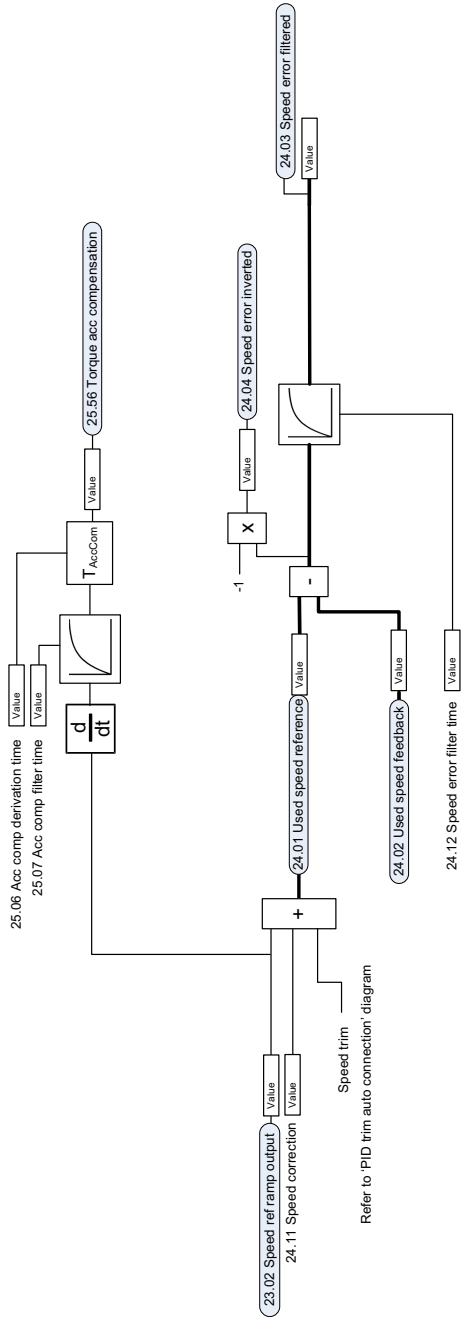 25.06 Acc comp derivation time
Value
25.07 Acc comp filter time
Value
d
dt
TAccCom
Value
25.56 Torque acc compensation
-1
X
Value
24.04 Speed error inverted
23.02 Speed ref ramp output
Value
24.11 Speed correction
Value
Speed trim
Refer to 'PID trim auto connection' diagram
+
24.01 Used speed reference
Value
-
24.02 Used speed feedback
Value
24.12 Speed error filter time
Value
24.03 Speed error filtered
Value